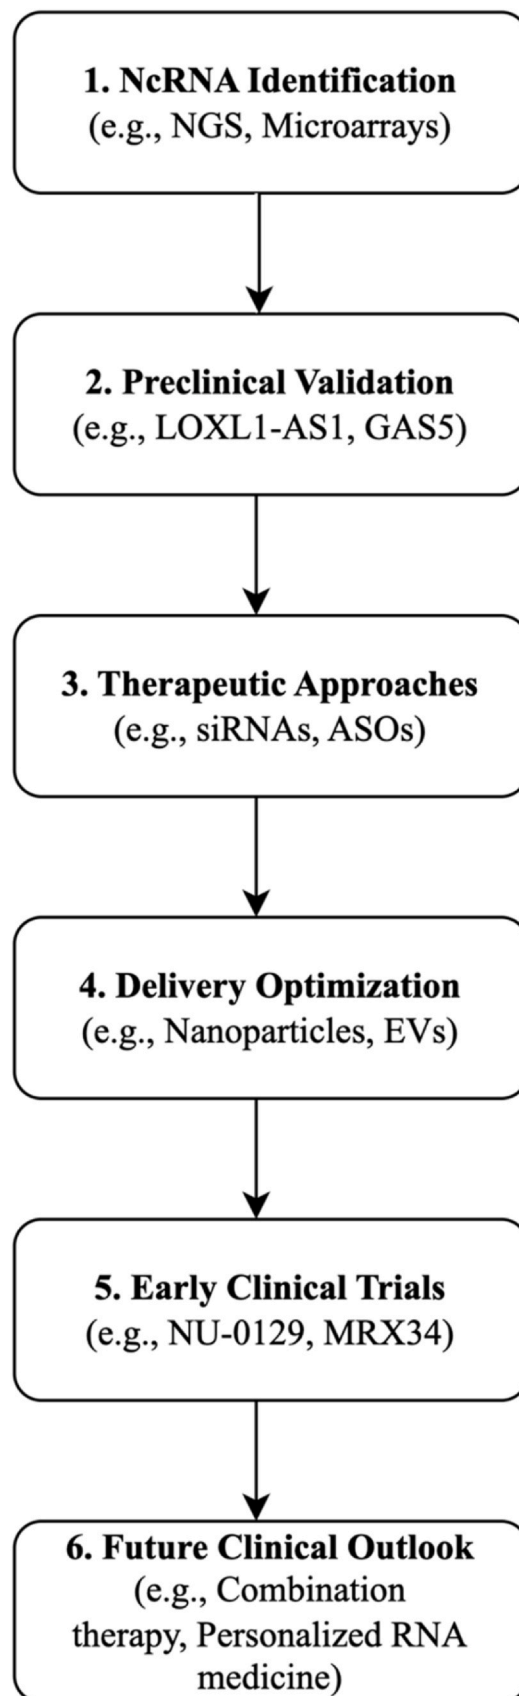 1. NcRNA Identification
(e.g., NGS, Microarrays)
2. Preclinical Validation
(e.g., LOXL1-AS1, GAS5)
3. Therapeutic Approaches
(e.g., siRNAs, ASOs)
4. Delivery Optimization
(e.g., Nanoparticles, EVs)
5. Early Clinical Trials
(e.g., NU-0129, MRX34)
6. Future Clinical Outlook
(e.g., Combination
therapy, Personalized RNA
medicine)